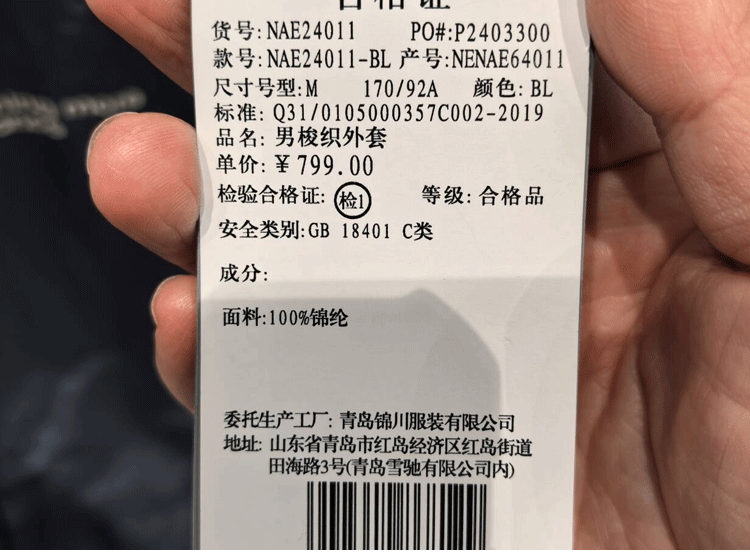 合格证
货号:NAE24011 PO#:P2403300
款号:NAE24011-BL 产号:NENAE64011
尺寸号型:M 170/92A 颜色:BL
标准: Q31/0105000357C002-2019
品名:男梭织外套
单价:¥799.00
检验合格证:检1 等级:合格品
安全类别:GB 18401 C类
成分:
面料:100%锦纶
委托生产工厂:青岛锦川服装有限公司
地址:山东省青岛市红岛经济区红岛街道
田海路3号(青岛雪驰有限公司内)